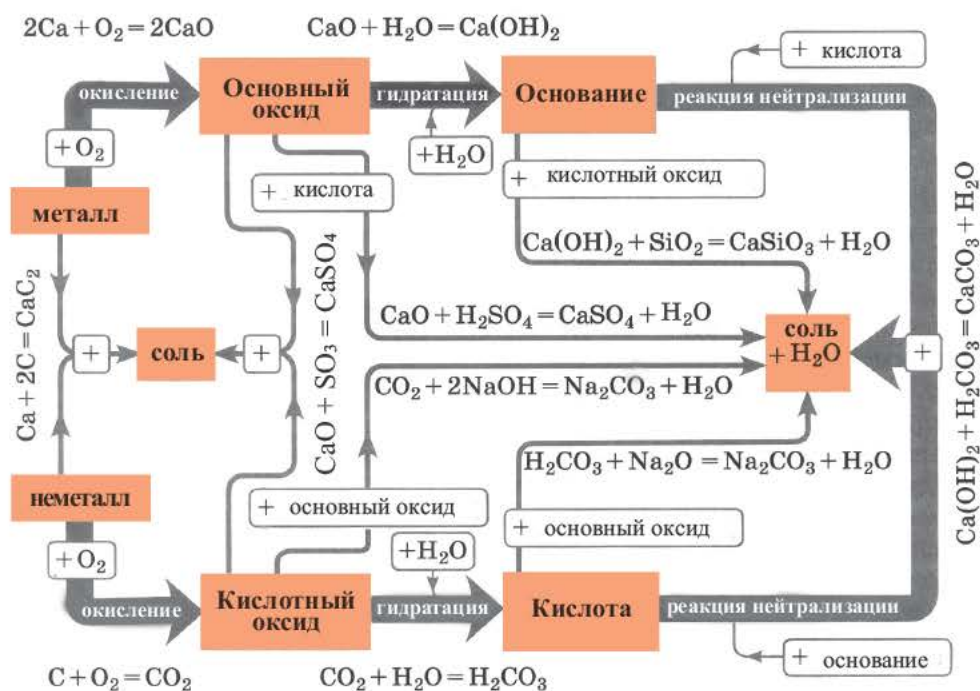 2Ca + O₂ = 2CaO
CaO + H₂O = Ca(OH)₂
+ кислота
окисление
Основный
оксид
гидратация
Основание
реакция нейтрализации
+ O₂
+H₂O
+ кислота
+ кислотный оксид
металл
Ca(OH)₂ + SiO₂ = CaSiO₃ + H₂O
Ca + 2C = CaC₂
CaO + SO₃ = CaSO₄
CaO + H₂SO₄ = CaSO₄ + H₂O
+
соль
+
соль
+ H₂O
+
Ca(OH)₂ + H₂CO₃ = CaCO₃ + H₂O
CO₂ + 2NaOH = Na₂CO₃ + H₂O
H₂CO₃ + Na₂O = Na₂CO₃ + H₂O
неметалл
+ основный оксид
+ основный оксид
+ O₂
+H₂O
окисление
Кислотный
оксид
гидратация
Кислота
реакция нейтрализации
+ основание
C + O₂ = CO₂
CO₂ + H₂O = H₂CO₃